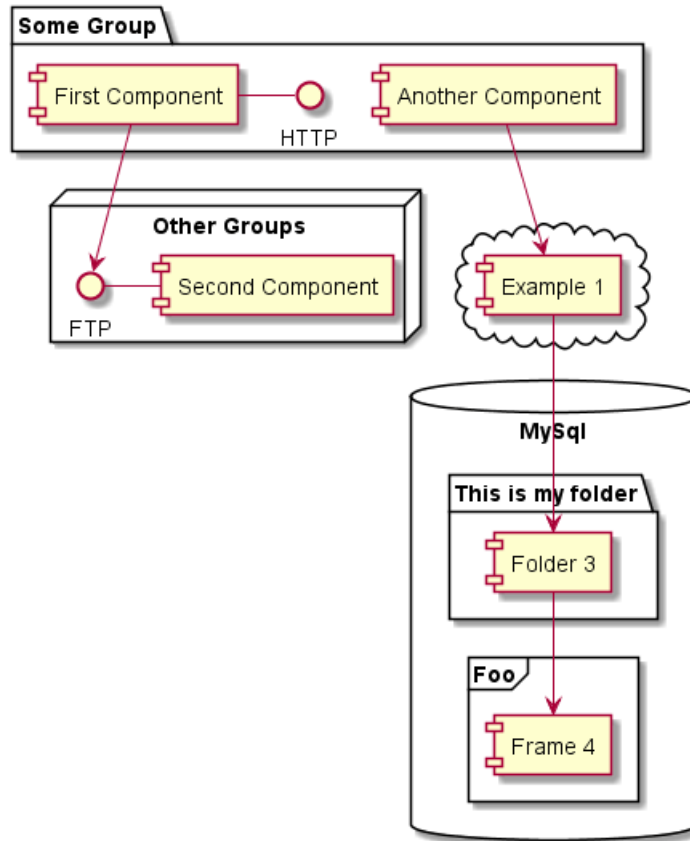 Some Group
First Component
Another Component
HTTP
Other Groups
Second Component
FTP
Example 1
MySql
This is my folder
Folder 3
Foo
Frame 4